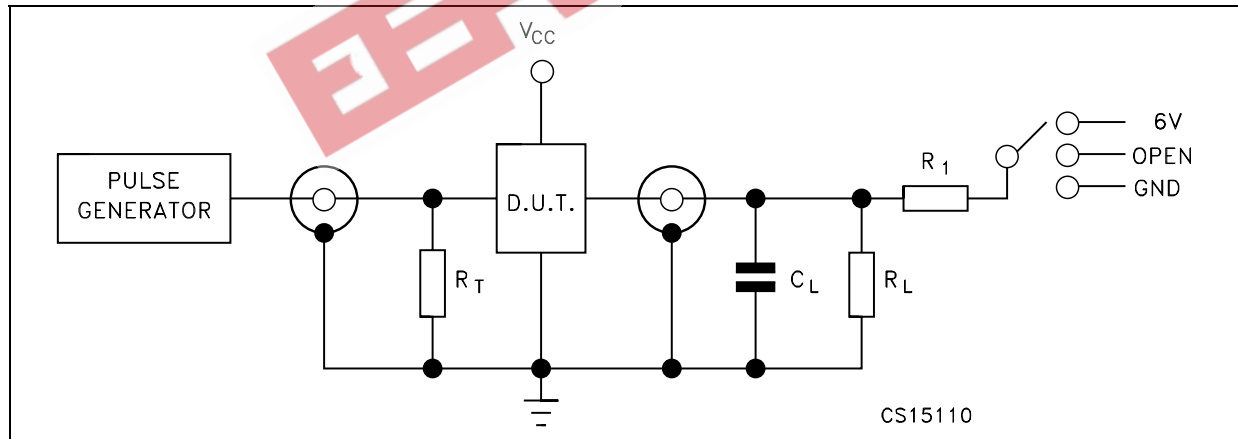 VCC
PULSE
GENERATOR
D.U.T.
RT
CL
RL
R1
6V
OPEN
GND
CS15110